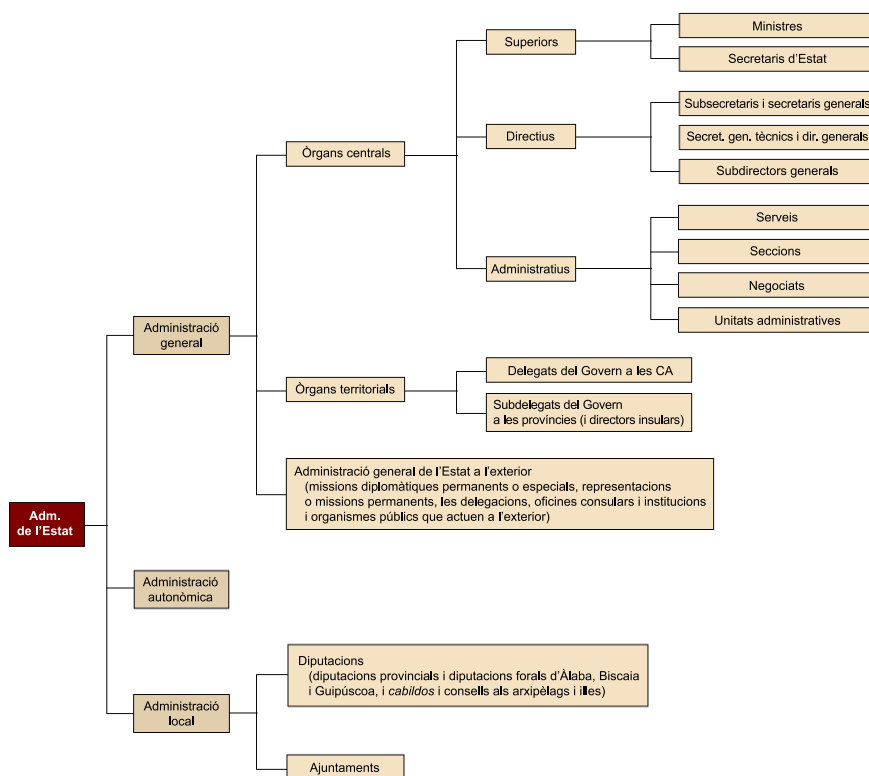 Adm.
de l’Estat
Administració
general
Òrgans centrals
Superiors
Ministres
Secretaris d’Estat
Directius
Subsecretaris i secretaris generals
Secret. gen. tècnics i dir. generals
Subdirectors generals
Administratius
Serveis
Seccions
Negociats
Unitats administratives
Òrgans territorials
Delegats del Govern a les CA
Subdelegats del Govern
a les províncies (i directors insulars)
Administració general de l’Estat a l’exterior
(missions diplomàtiques permanents o especials, representacions
o missions permanents, les delegacions, oficines consulars i institucions
i organismes públics que actuen a l’exterior)
Administració
autonòmica
Administració
local
Diputacions
(diputacions provincials i diputacions forals d’Àlaba, Biscaia
i Guipúscoa, i cabildos i consells als arxipèlags i illes)
Ajuntaments